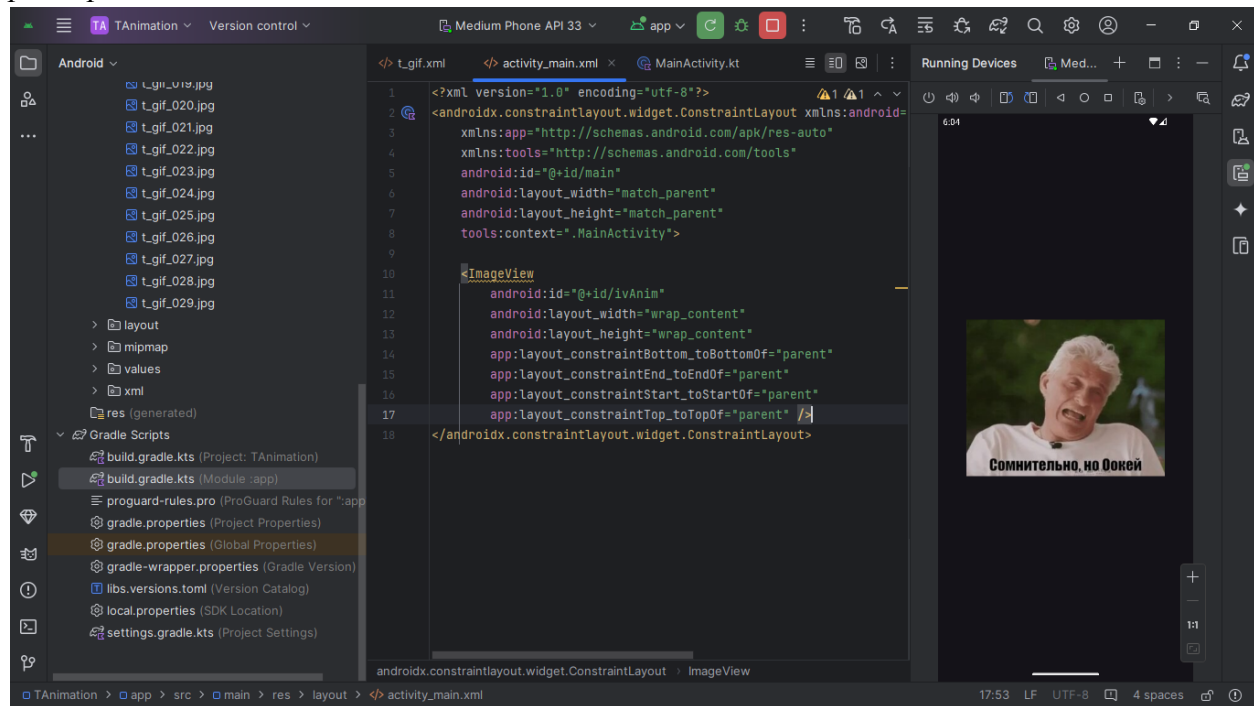 TA TAnimation Version control Medium Phone API 33 app
Android
t_gif_019.jpg
t_gif_020.jpg
t_gif_021.jpg
t_gif_022.jpg
t_gif_023.jpg
t_gif_024.jpg
t_gif_025.jpg
t_gif_026.jpg
t_gif_027.jpg
t_gif_028.jpg
t_gif_029.jpg
layout
mipmap
values
xml
res (generated)
Gradle Scripts
build.gradle.kts (Project: TAnimation)
build.gradle.kts (Module :app)
proguard-rules.pro (ProGuard Rules for ":app
gradle.properties (Project Properties)
gradle.properties (Global Properties)
gradle-wrapper.properties (Gradle Version)
libs.versions.toml (Version Catalog)
local.properties (SDK Location)
settings.gradle.kts (Project Settings)
t_gif.xml activity_main.xml MainActivity.kt
1 <?xml version="1.0" encoding="utf-8"?> 1 1
2 <androidx.constraintlayout.widget.ConstraintLayout xmlns:android=
3 xmlns:app="http://schemas.android.com/apk/res-auto"
4 xmlns:tools="http://schemas.android.com/tools"
5 android:id="@+id/main"
6 android:layout_width="match_parent"
7 android:layout_height="match_parent"
8 tools:context=".MainActivity">
9
10 <ImageView
11 android:id="@+id/ivAnim"
12 android:layout_width="wrap_content"
13 android:layout_height="wrap_content"
14 app:layout_constraintBottom_toBottomOf="parent"
15 app:layout_constraintEnd_toEndOf="parent"
16 app:layout_constraintStart_toStartOf="parent"
17 app:layout_constraintTop_toTopOf="parent" />
18 </androidx.constraintlayout.widget.ConstraintLayout>
androidx.constraintlayout.widget.ConstraintLayout > ImageView
Running Devices Med...
6:04
Сомнительно, но Оокей
1:1
TAnimation > app > src > main > res > layout > activity_main.xml 17:53 LF UTF-8 4 spaces